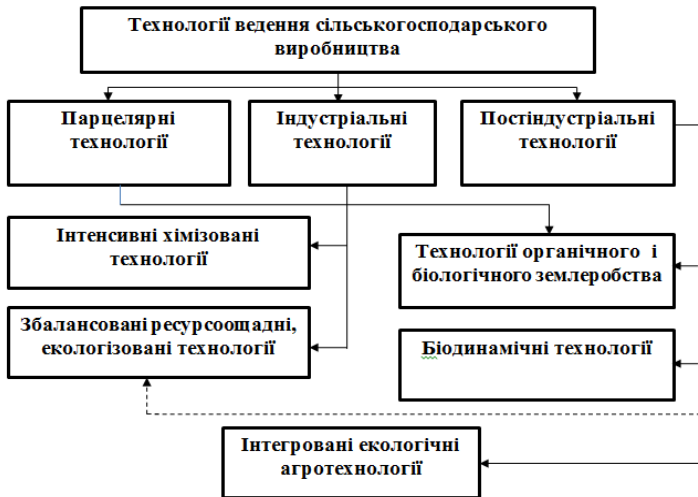 Технології ведення сільськогосподарського
виробництва
Парцелярні
технології
Індустріальні
технології
Постіндустріальні
технології
Інтенсивні хімізовані
технології
Технології органічного і
біологічного землеробства
Збалансовані ресурсоощадні,
екологізовані технології
Біодинамічні технології
Інтегровані екологічні
агротехнології